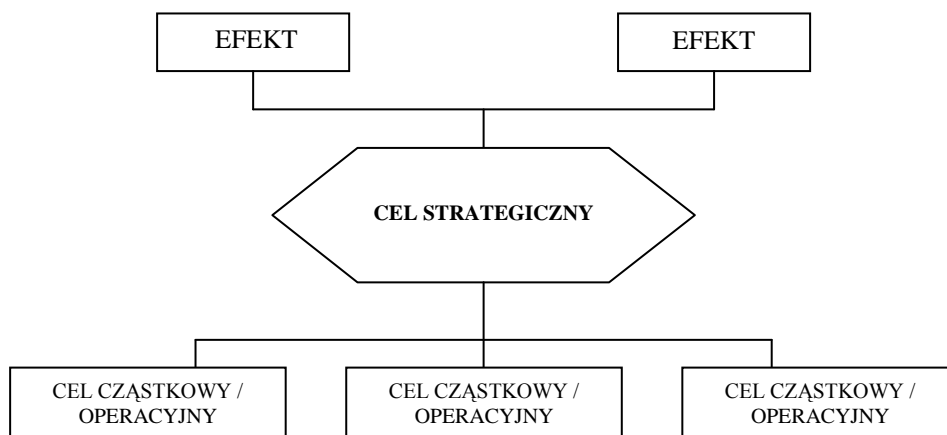 EFEKT
EFEKT
CEL STRATEGICZNY
CEL CZĄSTKOWY /
OPERACYJNY
CEL CZĄSTKOWY /
OPERACYJNY
CEL CZĄSTKOWY /
OPERACYJNY